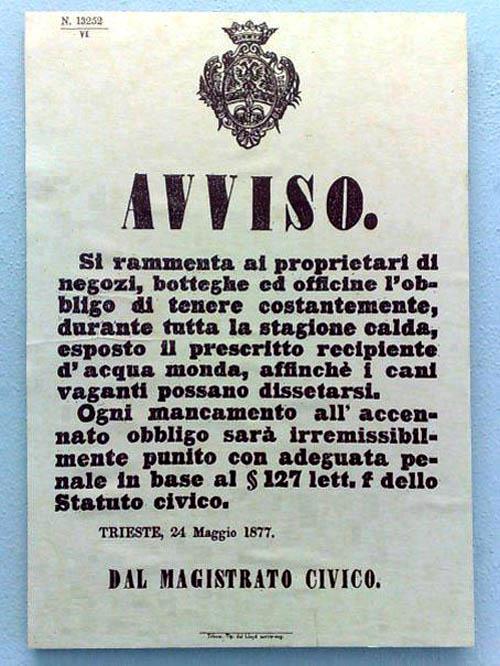 N. 13252
VI
AVVISO.
Si rammenta ai proprietari di
negozi, botteghe ed officine l'ob-
bligo di tenere costantemente,
durante tutta la stagione calda,
esposto il prescritto recipiente
d'acqua monda, affinchè i cani
vaganti possano dissetarsi.
Ogni mancamento all'accen-
nato obbligo sarà irremissibil-
mente punito con adeguata pe-
nale in base al § 127 lett. f dello
Statuto civico.
TRIESTE, 24 Maggio 1877.
DAL MAGISTRATO CIVICO.
Tip. del Lloyd